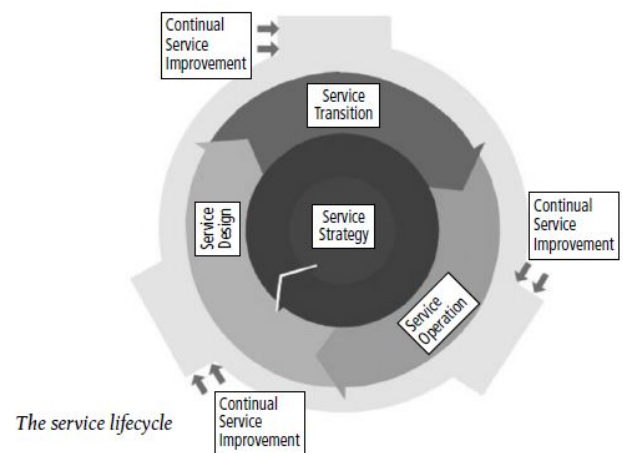 Continual
Service
Improvement
Service
Transition
Service
Design
Service
Strategy
Continual
Service
Improvement
Service
Operation
The service lifecycle
Continual
Service
Improvement